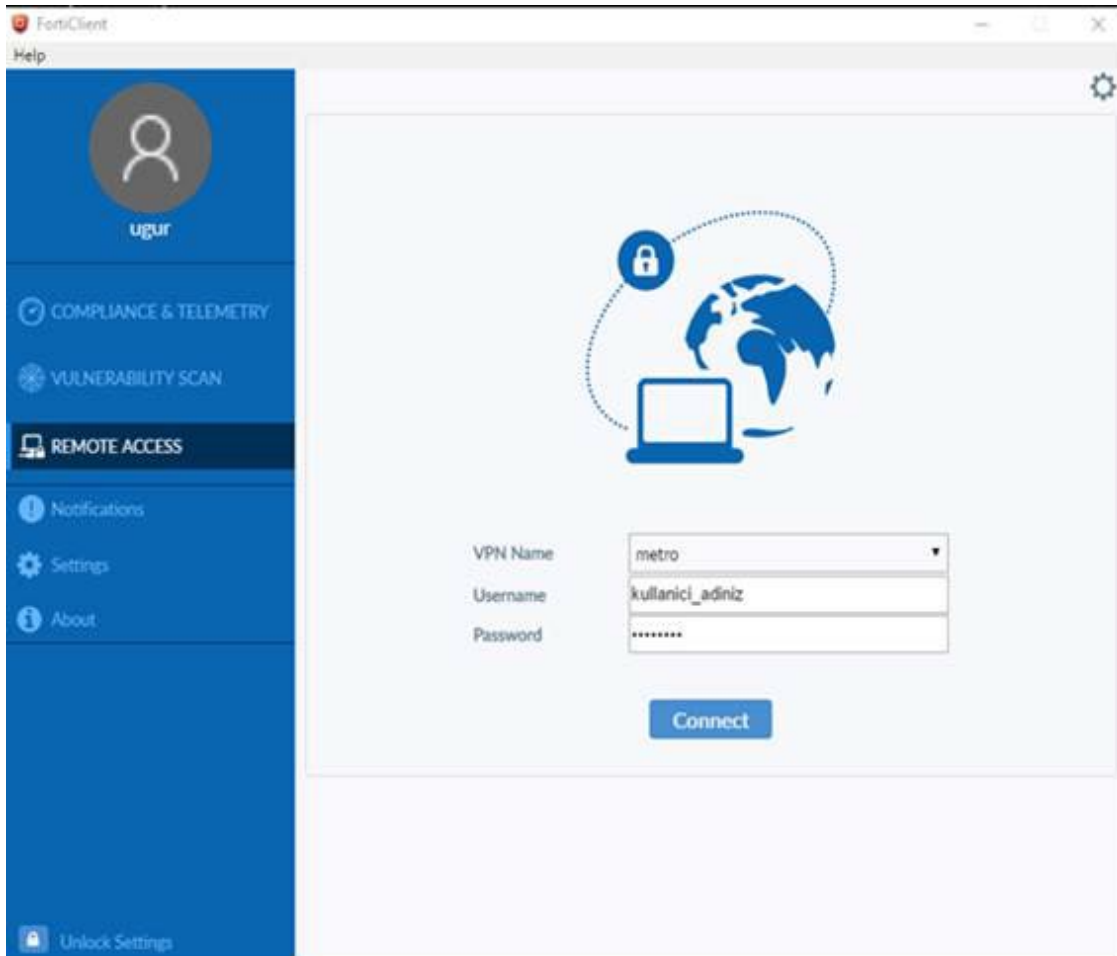 FortiClient
Help
ugur
COMPLIANCE & TELEMETRY
VULNERABILITY SCAN
REMOTE ACCESS
Notifications
Settings
About
VPN Name
metro
Username
kullanici_adiniz
Password
••••••••
Connect
Unlock Settings